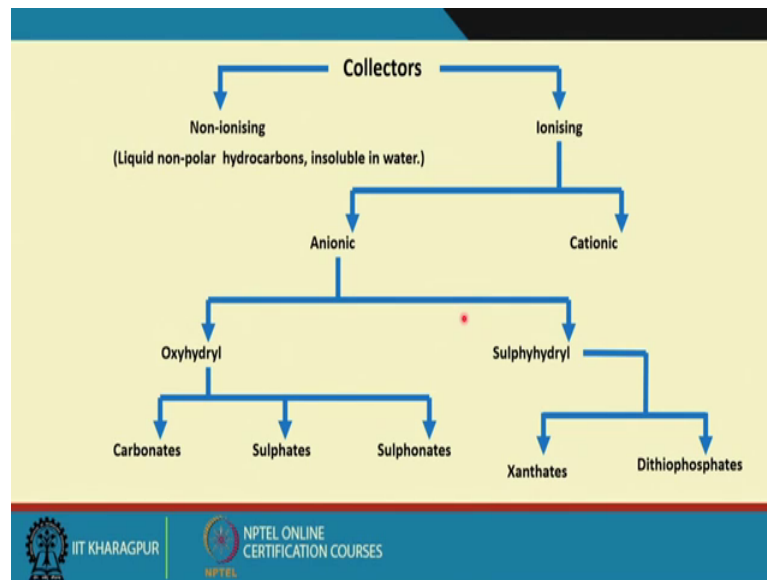 Collectors
Non-ionising
Ionising
(Liquid non-polar hydrocarbons, insoluble in water.)
Anionic
Cationic
Oxyhydryl
Sulphyhydryl
Carbonates
Sulphates
Sulphonates
Xanthates
Dithiophosphates
IIT KHARAGPUR
NPTEL ONLINE
CERTIFICATION COURSES
NPTEL